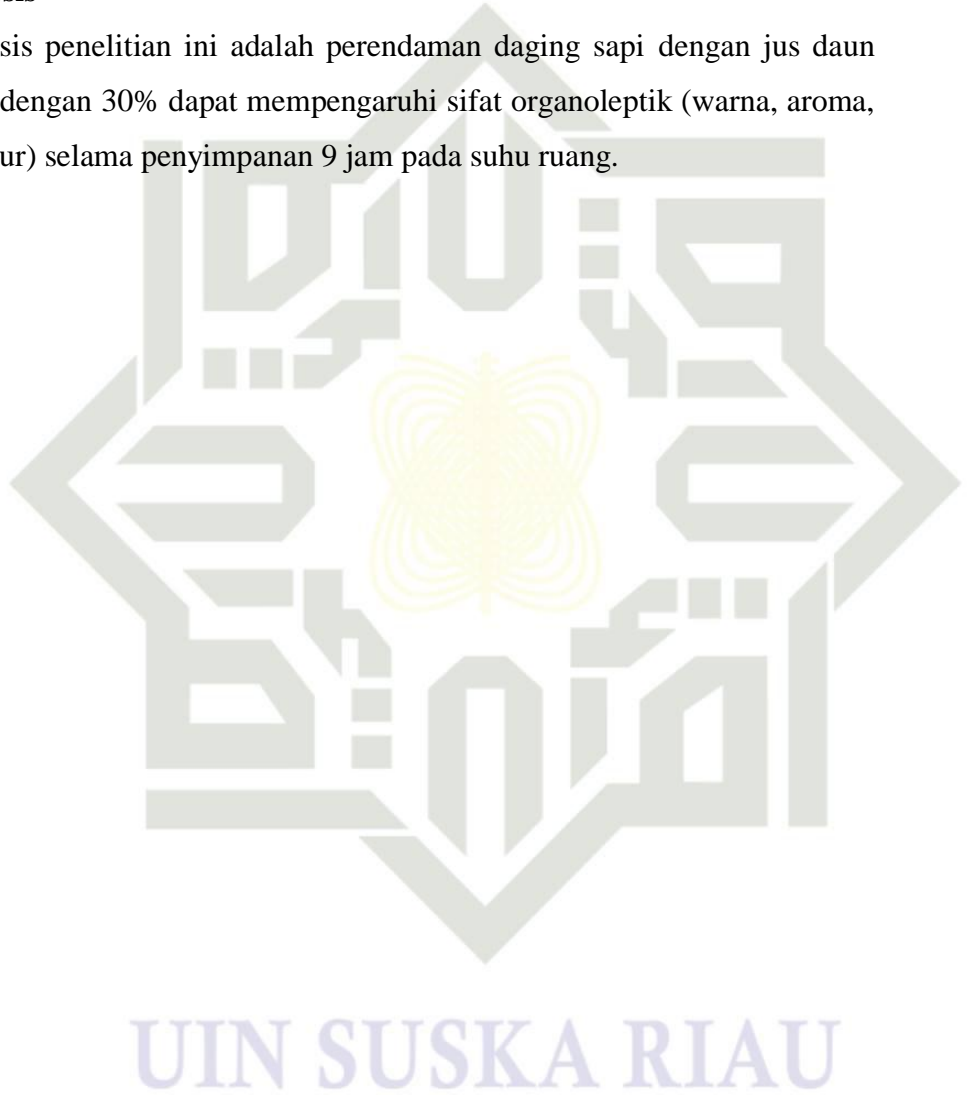 sis
sis penelitian ini adalah perendaman daging sapi dengan jus daun
dengan 30% dapat mempengaruhi sifat organoleptik (warna, aroma,
ur) selama penyimpanan 9 jam pada suhu ruang.
UIN SUSKA RIAU